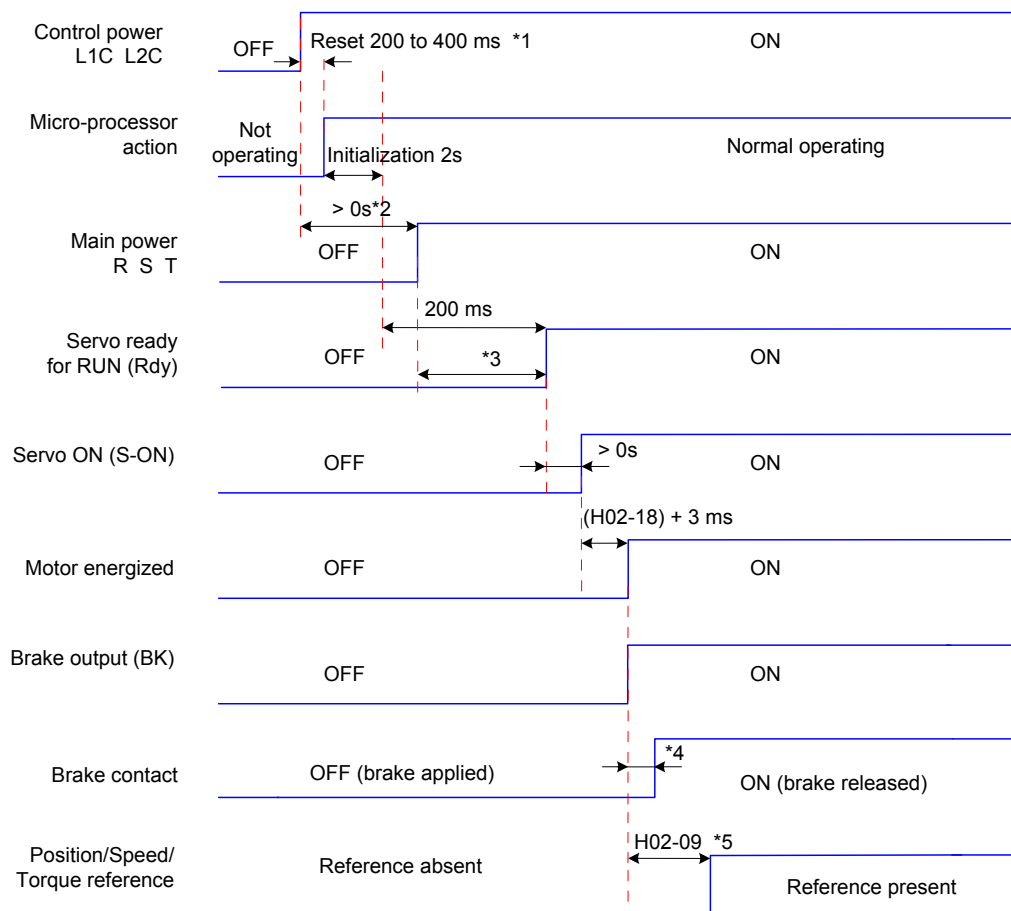 Control power
L1C L2C
OFF
Reset 200 to 400 ms *1
ON
Micro-processor
action
Not
operating
Initialization 2s
Normal operating
> 0s*2
Main power
R S T
OFF
ON
200 ms
Servo ready
for RUN (Rdy)
OFF
*3
ON
Servo ON (S-ON)
OFF
> 0s
ON
(H02-18) + 3 ms
Motor energized
OFF
ON
Brake output (BK)
OFF
ON
Brake contact
OFF (brake applied)
*4
ON (brake released)
H02-09 *5
Position/Speed/
Torque reference
Reference absent
Reference present